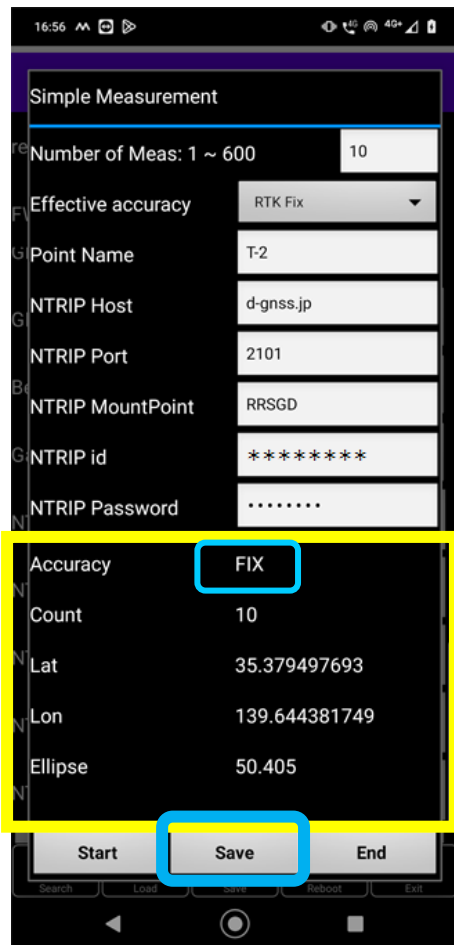 16:56 4G 4G+
Simple Measurement
Number of Meas: 1 ~ 600 10
Effective accuracy RTK Fix
Point Name T-2
NTRIP Host d-gnss.jp
NTRIP Port 2101
NTRIP MountPoint RRSGD
NTRIP id ********
NTRIP Password ········
Accuracy FIX
Count 10
Lat 35.379497693
Lon 139.644381749
Ellipse 50.405
Start Save End
Search Load Save Reboot Exit